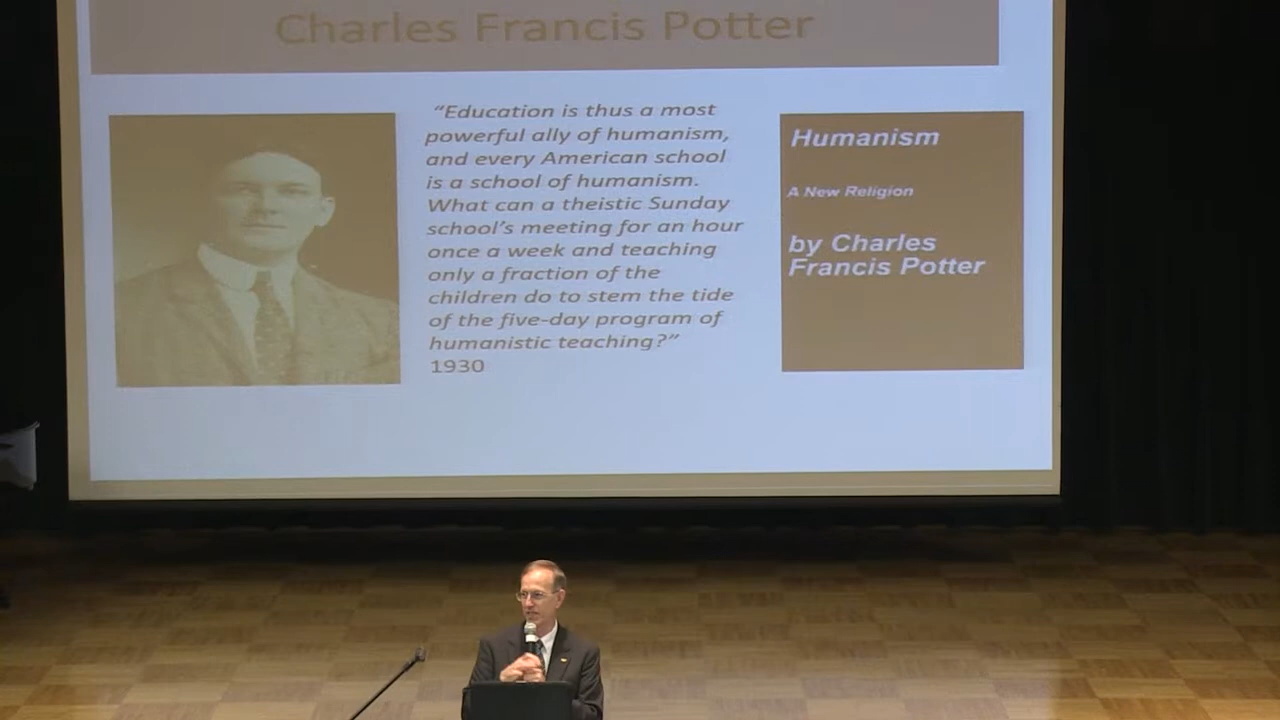 Charles Francis Potter
“Education is thus a most
powerful ally of humanism,
and every American school
is a school of humanism.
What can a theistic Sunday
school’s meeting for an hour
once a week and teaching
only a fraction of the
children do to stem the tide
of the five-day program of
humanistic teaching?”
1930
Humanism
A New Religion
by Charles
Francis Potter